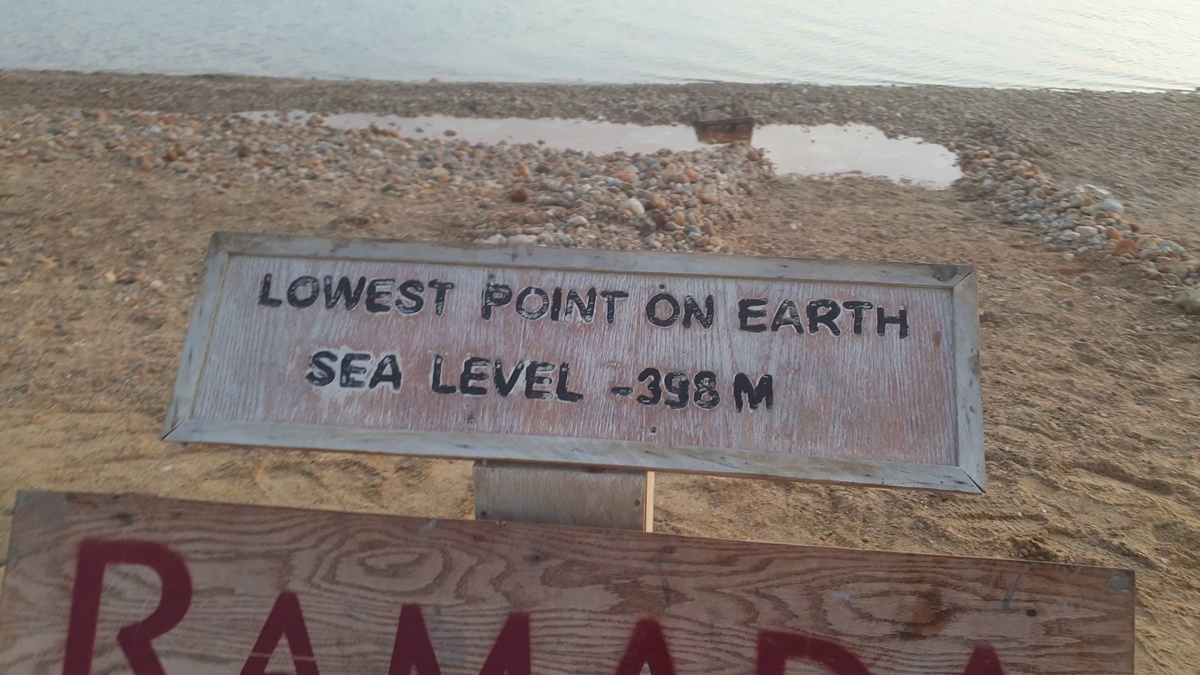 LOWEST POINT ON EARTH
SEA LEVEL -398 M
RAMADA